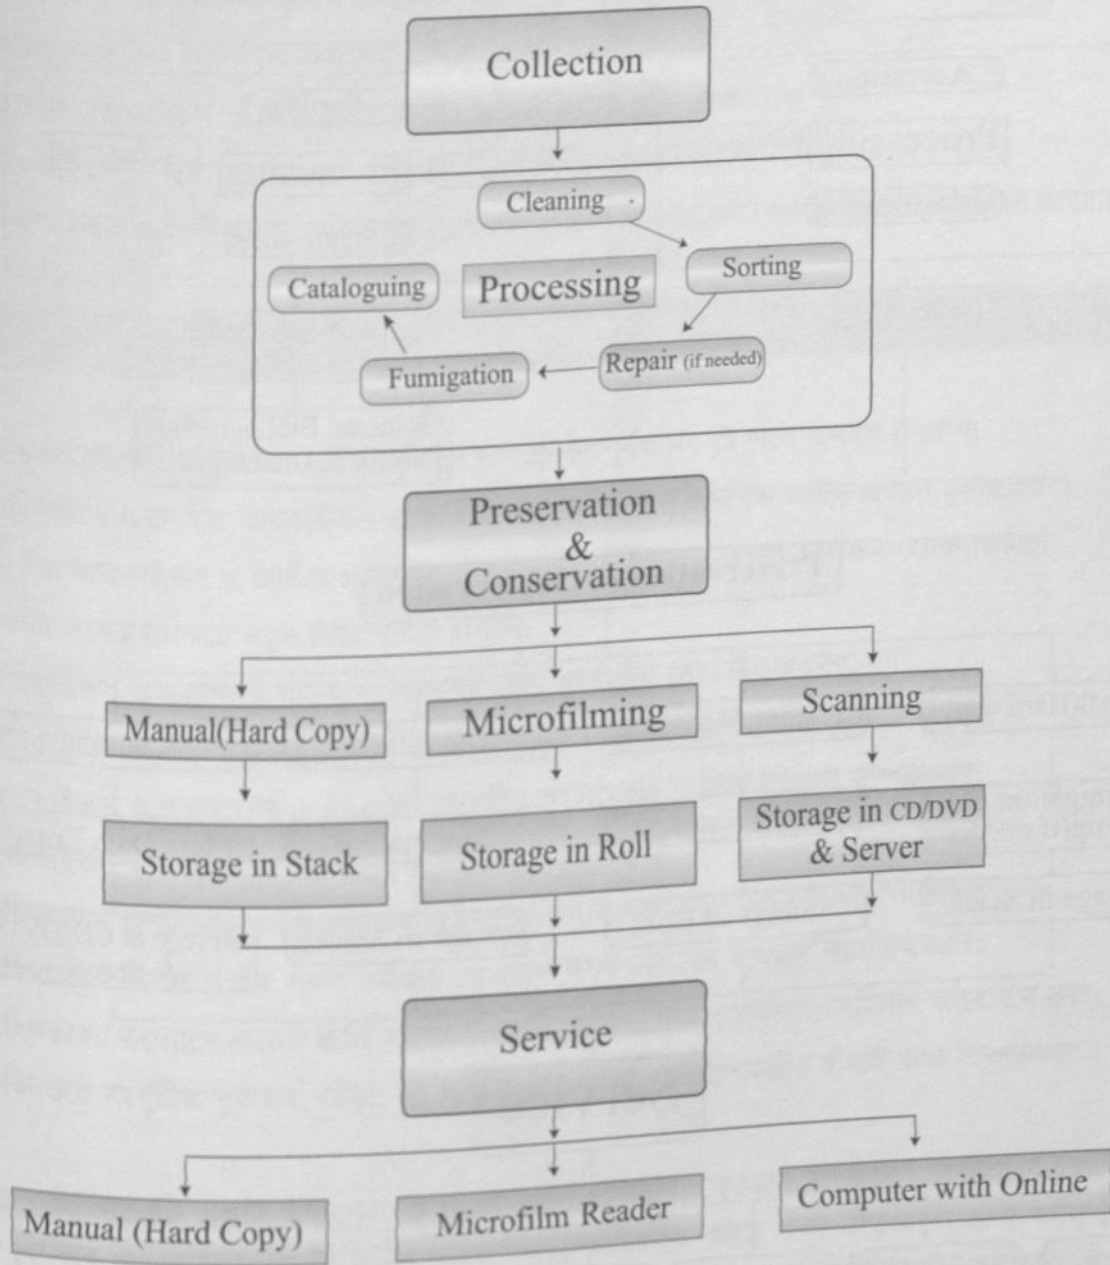 Collection
Cleaning
Sorting
Cataloguing
Processing
Repair (if needed)
Fumigation
Preservation
&
Conservation
Manual(Hard Copy)
Microfilming
Scanning
Storage in Stack
Storage in Roll
Storage in CD/DVD
& Server
Service
Manual (Hard Copy)
Microfilm Reader
Computer with Online